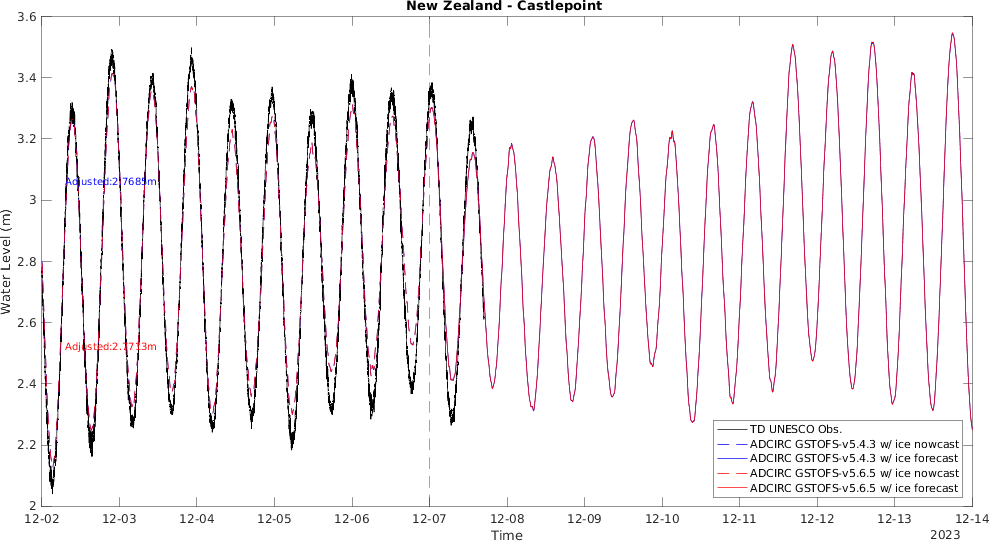 New Zealand - Castlepoint
3.6
3.4
3.2
3
2.8
2.6
2.4
2.2
2
Water Level (m)
Adjusted:2.7685m
Adjusted:2.7713m
TD UNESCO Obs.
ADCIRC GSTOFS-v5.4.3 w/ ice nowcast
ADCIRC GSTOFS-v5.4.3 w/ ice forecast
ADCIRC GSTOFS-v5.6.5 w/ ice nowcast
ADCIRC GSTOFS-v5.6.5 w/ ice forecast
12-02 12-03 12-04 12-05 12-06 12-07 12-08 12-09 12-10 12-11 12-12 12-13 12-14
Time
2023